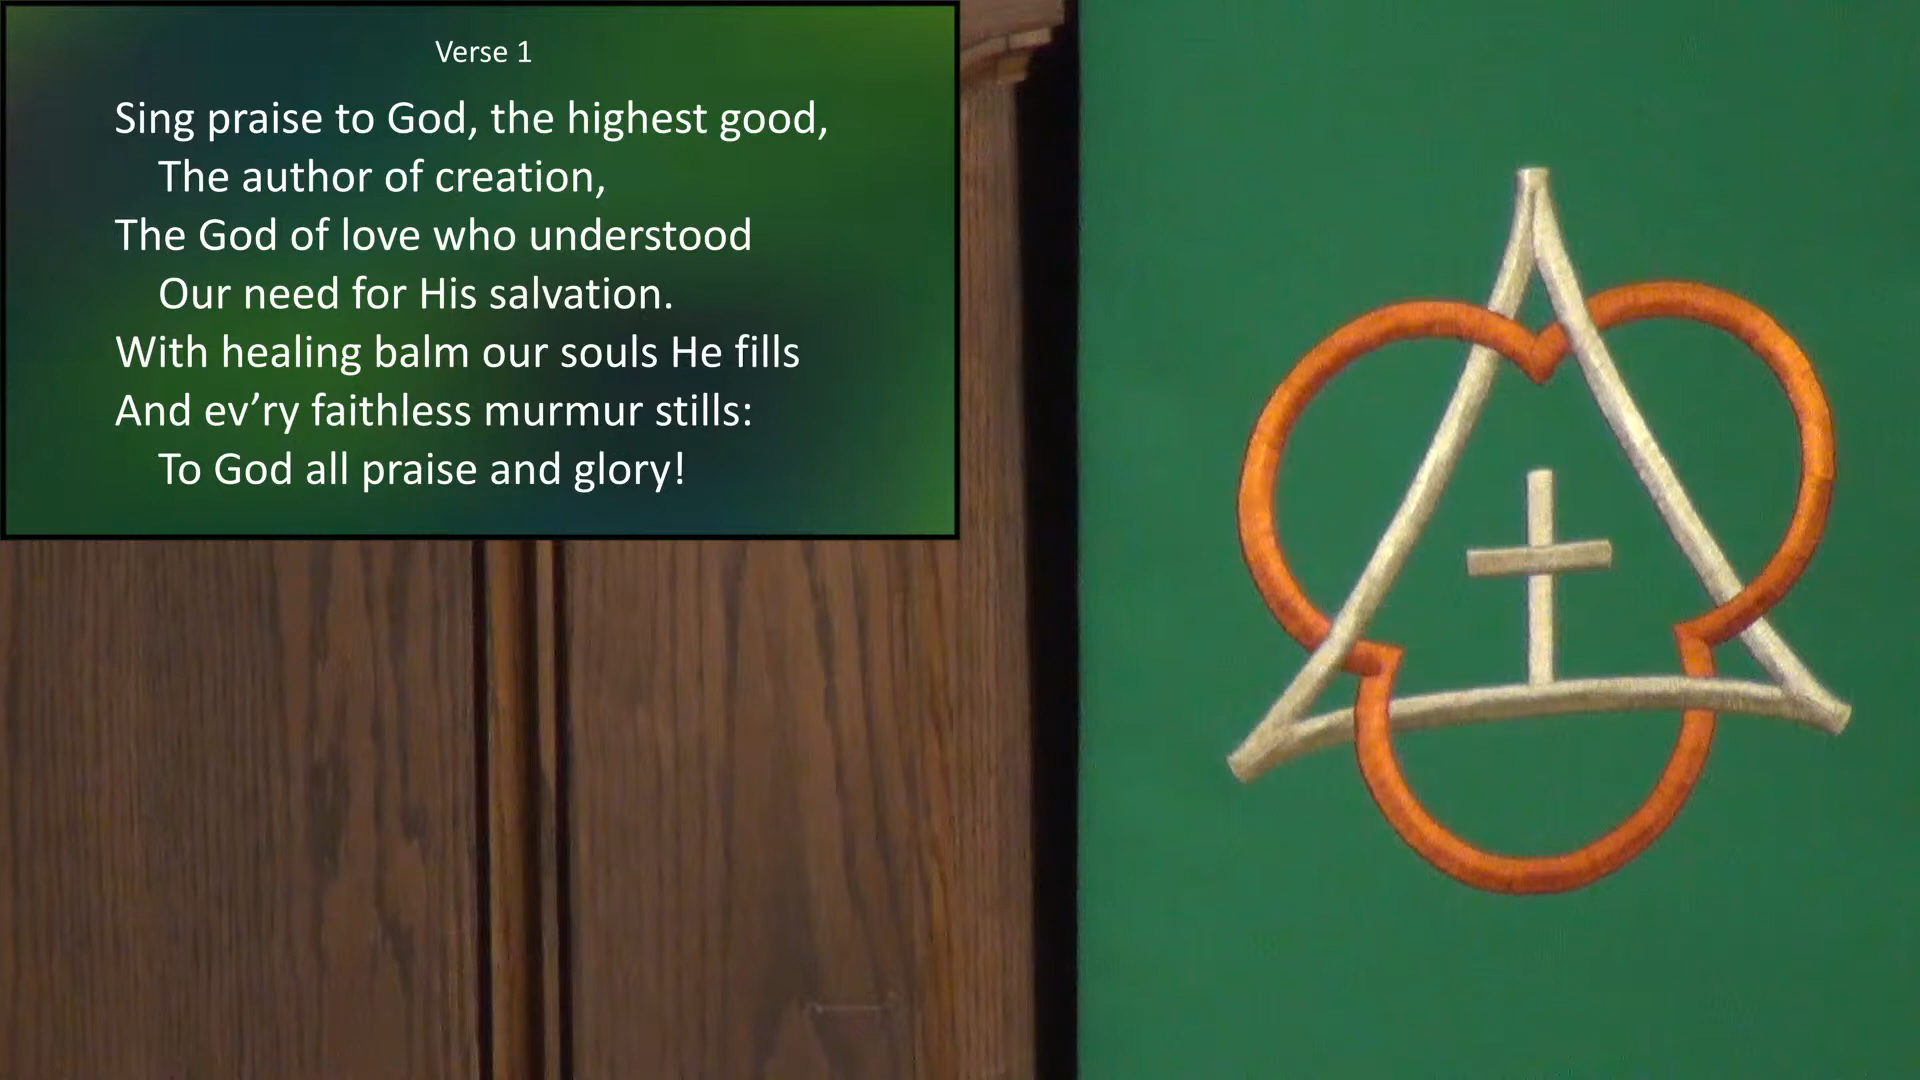 Verse 1
Sing praise to God, the highest good,
The author of creation,
The God of love who understood
Our need for His salvation.
With healing balm our souls He fills
And ev’ry faithless murmur stills:
To God all praise and glory!